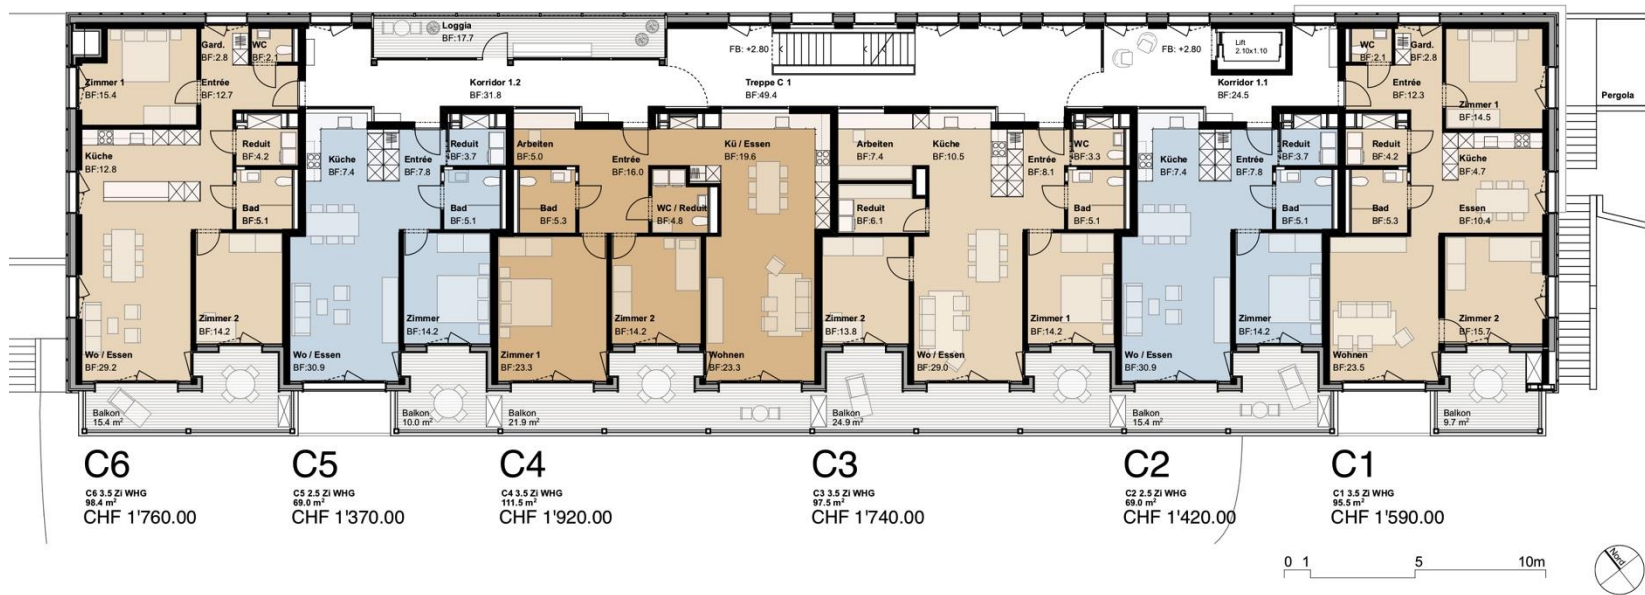 Loggia
BF:17.7
Gard.
BF:2.8
WC
BF:2.1
Zimmer 1
BF:15.4
Entrée
BF:12.7
Korridor 1.2
BF:31.8
FB: +2.80
Treppe C 1
BF:49.4
FB: +2.80
Lift
2.10x1.10
Korridor 1.1
BF:24.5
WC
BF:2.1
Gard.
BF:2.8
Entrée
BF:12.3
Zimmer 1
BF:14.5
Pergola
Küche
BF:12.8
Reduit
BF:4.2
Bad
BF:5.1
Zimmer 2
BF:14.2
Wo / Essen
BF:29.2
Balkon
15.4 m²
Küche
BF:7.4
Entrée
BF:7.8
Reduit
BF:3.7
Bad
BF:5.1
Zimmer
BF:14.2
Wo / Essen
BF:30.9
Balkon
10.0 m²
Arbeiten
BF:5.0
Entrée
BF:16.0
Kü / Essen
BF:19.6
Bad
BF:5.3
WC / Reduit
BF:4.8
Zimmer 1
BF:23.3
Zimmer 2
BF:14.2
Wohnen
BF:23.3
Balkon
21.9 m²
Arbeiten
BF:7.4
Küche
BF:10.5
Entrée
BF:8.1
WC
BF:3.3
Reduit
BF:6.1
Bad
BF:5.1
Zimmer 2
BF:13.8
Wo / Essen
BF:29.0
Zimmer 1
BF:14.2
Balkon
24.9 m²
Küche
BF:7.4
Entrée
BF:7.8
Reduit
BF:3.7
Bad
BF:5.1
Zimmer
BF:14.2
Wo / Essen
BF:30.9
Balkon
15.4 m²
Reduit
BF:4.2
Küche
BF:4.7
Bad
BF:5.3
Essen
BF:10.4
Zimmer 2
BF:15.7
Wohnen
BF:23.5
Balkon
9.7 m²
C6
C6 3.5 Zi WHG
98.4 m²
CHF 1'760.00
C5
C5 2.5 Zi WHG
69.0 m²
CHF 1'370.00
C4
C4 3.5 Zi WHG
111.5 m²
CHF 1'920.00
C3
C3 3.5 Zi WHG
97.5 m²
CHF 1'740.00
C2
C2 2.5 Zi WHG
69.0 m²
CHF 1'420.00
C1
C1 3.5 Zi WHG
95.5 m²
CHF 1'590.00
0 1 5 10m
Nord